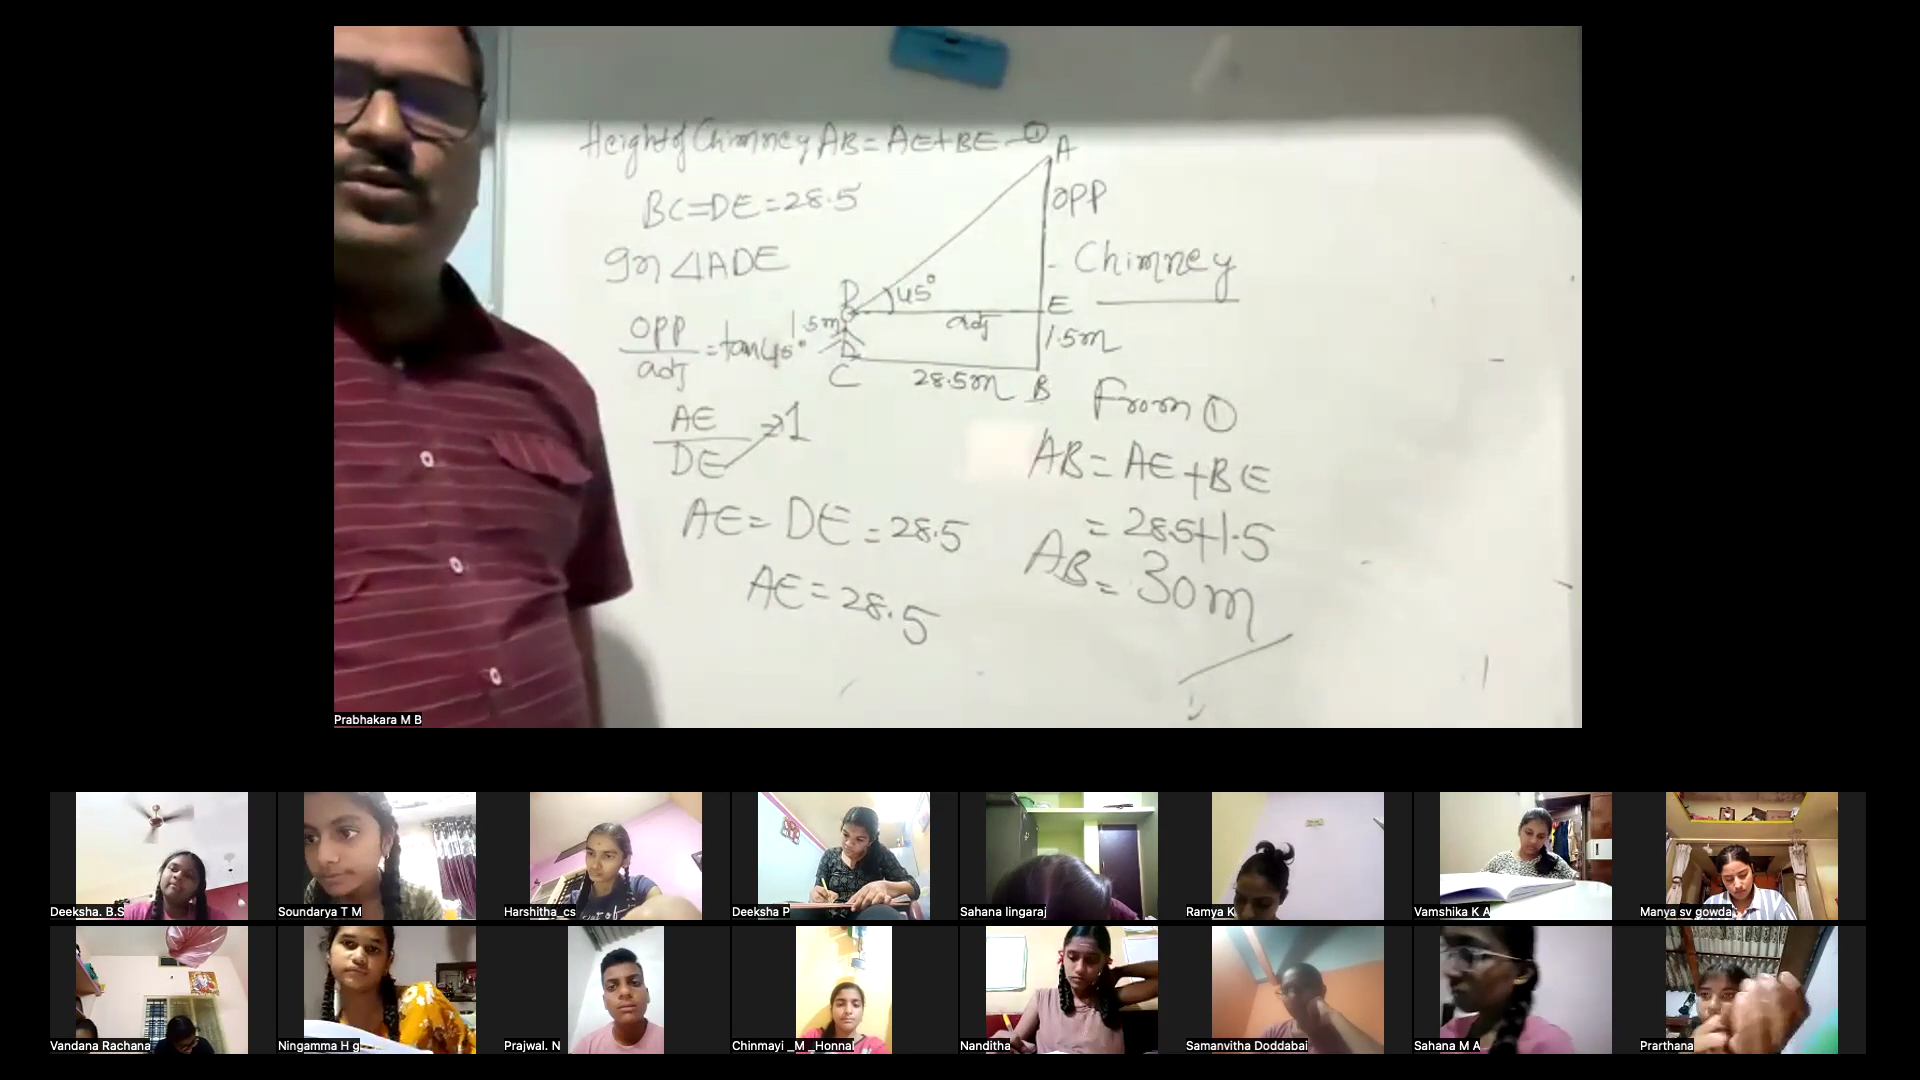 Height of Chimney AB = AE + BE — ①
BC = DE = 28.5
In △ADE
opp
adj
= tan 45°
AE
DE
= 1
AE = DE = 28.5
AE = 28.5
A
opp
- Chimney
D
45°
E
adj
1.5m
1.5m
C
28.5m
B
From ①
AB = AE + BE
= 28.5 + 1.5
AB = 30m
Prabhakara M B
Deeksha. B.S
Soundarya T M
Harshitha_cs
Deeksha P
Sahana lingaraj
Ramya K
Vamshika K A
Manya sv gowda
Vandana Rachana
Ningamma H g
Prajwal. N
Chinmayi _M _Honnal
Nanditha
Samanvitha Doddabai
Sahana M A
Prarthana